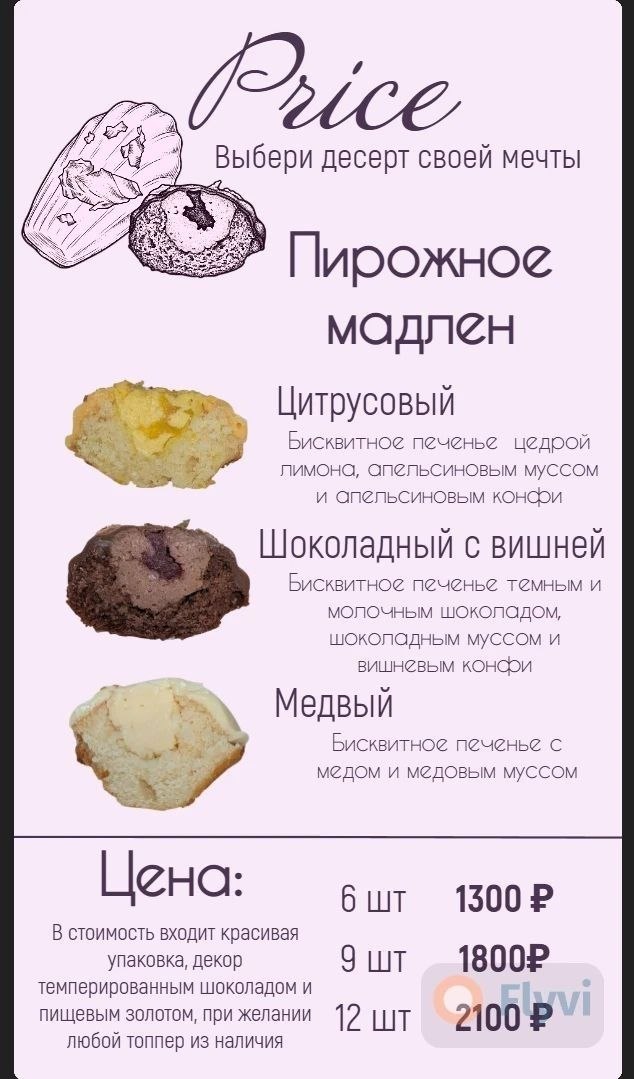 Price
Выбери десерт своей мечты
Пирожное
мадлен
Цитрусовый
Бисквитное печенье цедрой
лимона, апельсиновым муссом
и апельсиновым конфи
Шоколадный с вишней
Бисквитное печенье темным и
молочным шоколадом,
шоколадным муссом и
вишневым конфи
Медвый
Бисквитное печенье с
медом и медовым муссом
Цена:
В стоимость входит красивая
упаковка, декор
темперированным шоколадом и
пищевым золотом, при желании
любой топпер из наличия
6 шт 1300 ₽
9 шт 1800₽
12 шт 2100 ₽
Flyvi